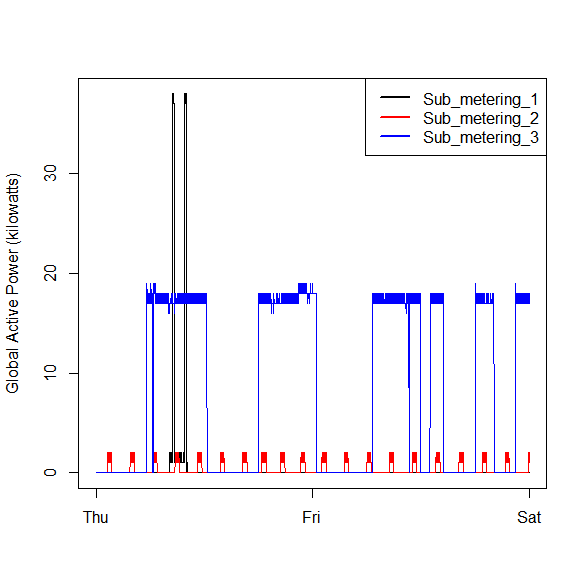 Sub_metering_1
Sub_metering_2
Sub_metering_3
Global Active Power (kilowatts)
30
20
10
0
Thu
Fri
Sat